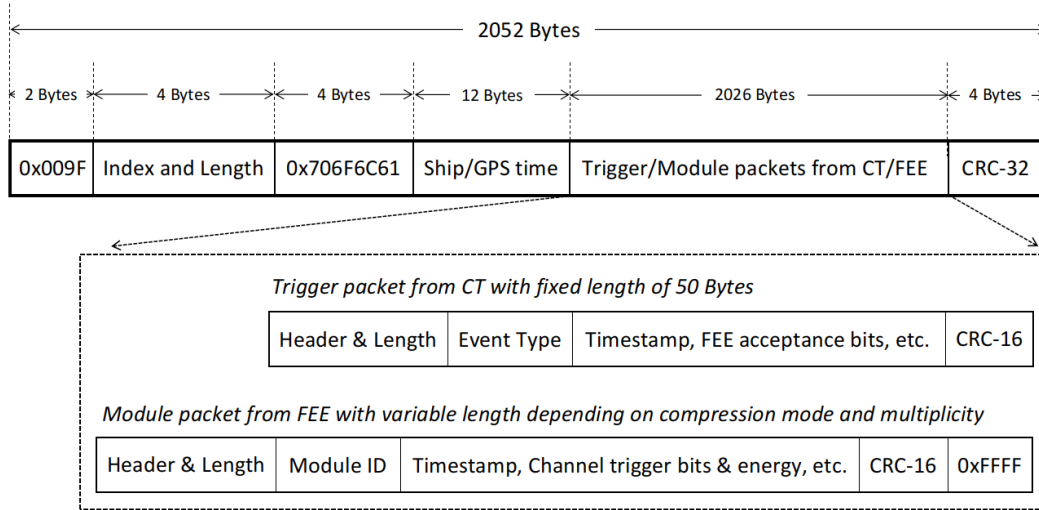 2052 Bytes
2 Bytes 4 Bytes 4 Bytes 12 Bytes 2026 Bytes 4 Bytes
0x009F Index and Length 0x706F6C61 Ship/GPS time Trigger/Module packets from CT/FEE CRC-32
Trigger packet from CT with fixed length of 50 Bytes
Header & Length Event Type Timestamp, FEE acceptance bits, etc. CRC-16
Module packet from FEE with variable length depending on compression mode and multiplicity
Header & Length Module ID Timestamp, Channel trigger bits & energy, etc. CRC-16 0xFFFF